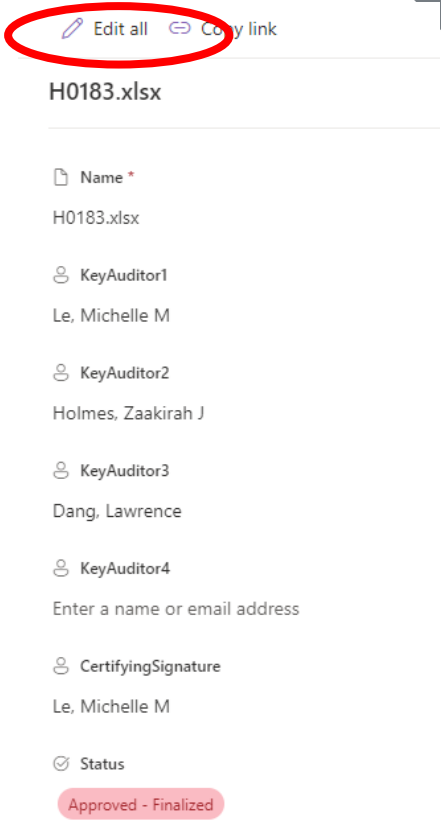 Edit all Copy link
H0183.xlsx
Name *
H0183.xlsx
KeyAuditor1
Le, Michelle M
KeyAuditor2
Holmes, Zaakirah J
KeyAuditor3
Dang, Lawrence
KeyAuditor4
Enter a name or email address
CertifyingSignature
Le, Michelle M
Status
Approved - Finalized